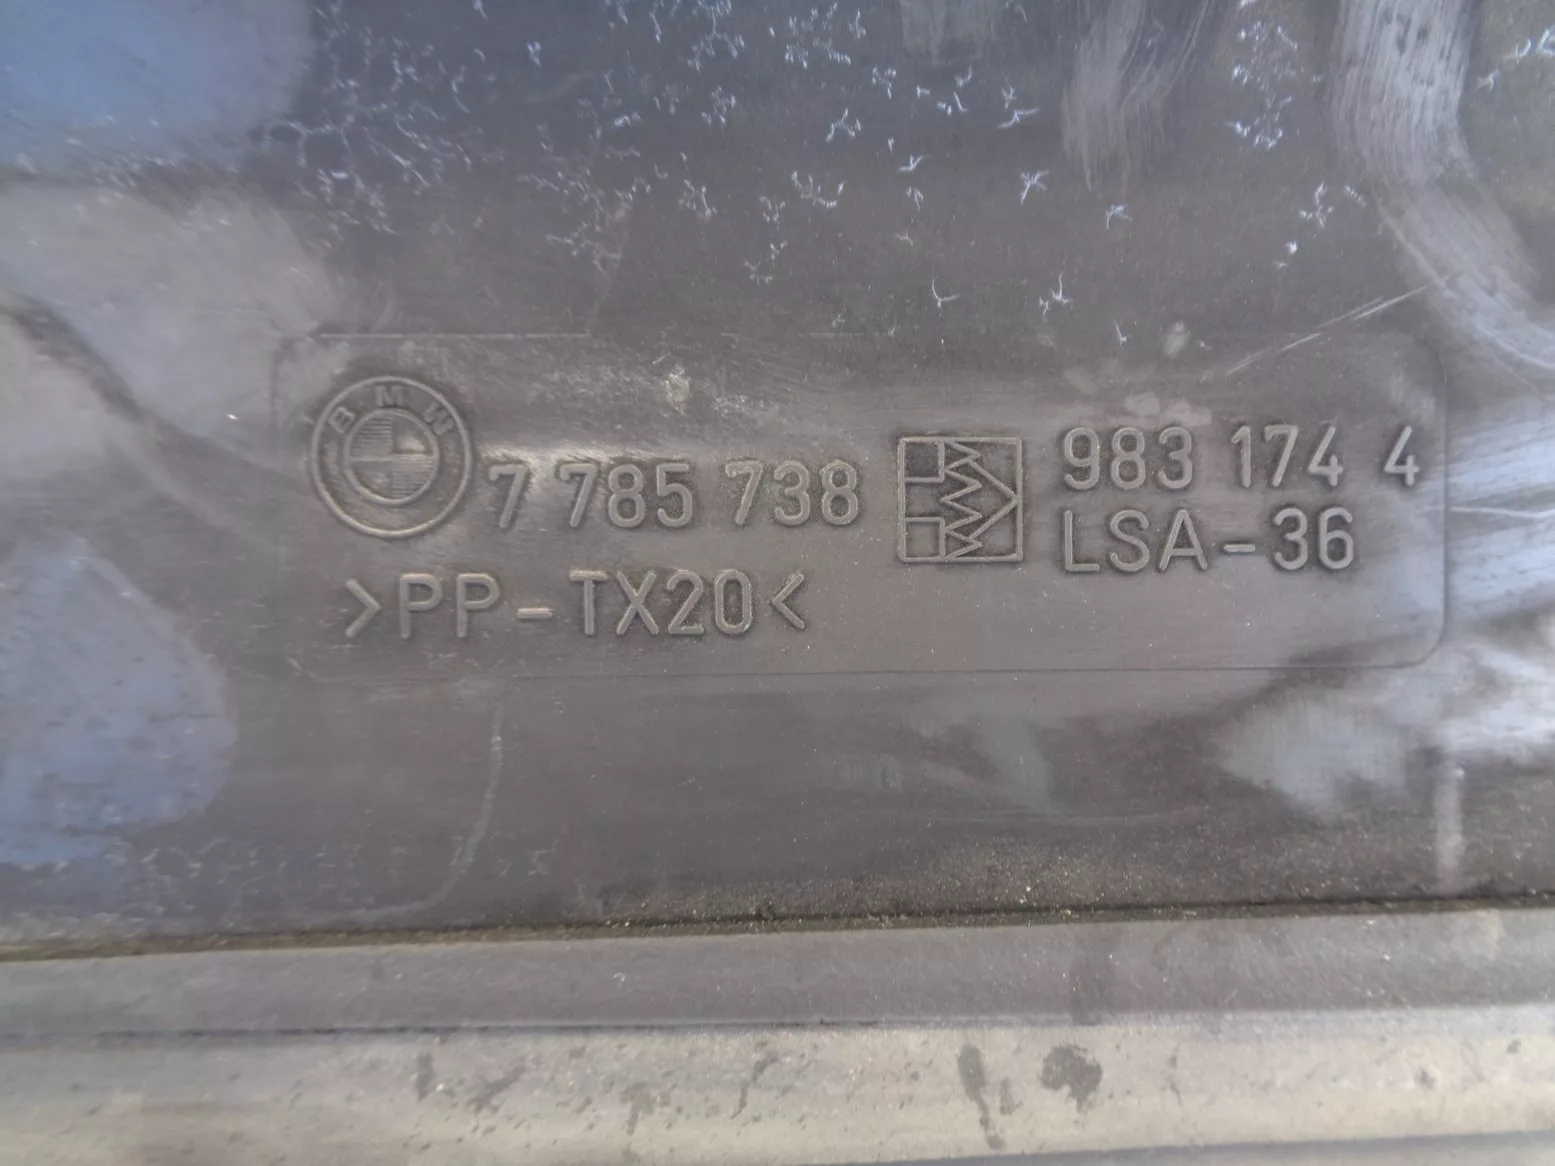 BMW
7 785 738
>PP-TX20<
983 174 4
LSA-36